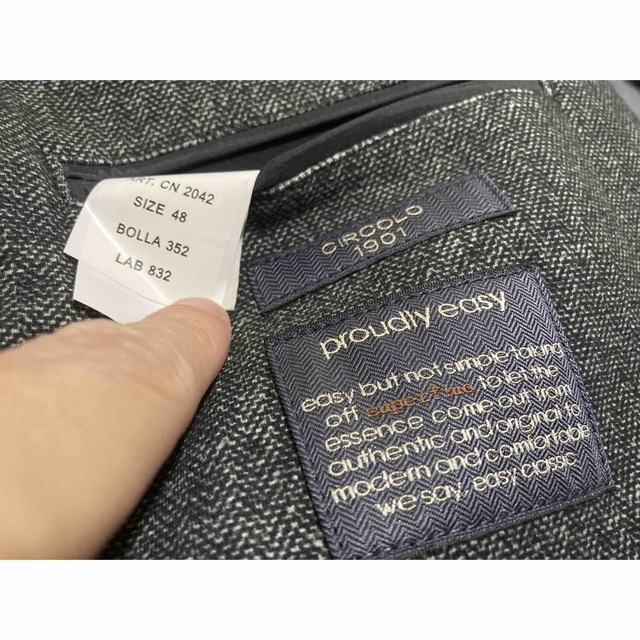 ART. CN 2042
SIZE 48
BOLLA 352
LAB 832
CIRCOLO
1901
proudly easy
easy but not simple: taking
off superfluo to let the
essence come out from
authentic and original to
modern and comfortable
we say, easy classic